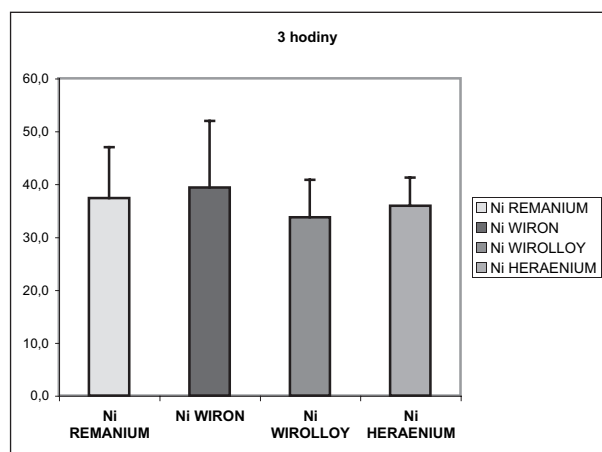 3 hodiny
60,0
50,0
40,0
30,0
20,0
10,0
0,0
Ni REMANIUM
Ni WIRON
Ni WIROLLOY
Ni HERAENIUM
Ni
REMANIUM
Ni WIRON
Ni
WIROLLOY
Ni
HERAENIUM